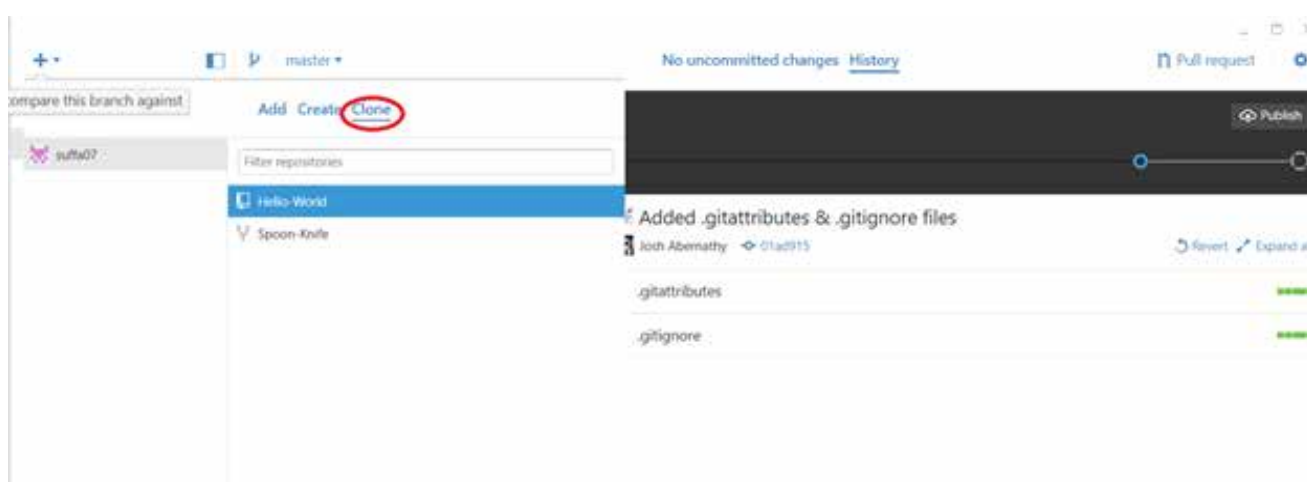 master
No uncommitted changes History
Pull request
compare this branch against
Add Create Clone
Publish
suffa07
Filter repositories
Hello-World
Spoon-Knife
Added .gitattributes & .gitignore files
Josh Abernathy 01ad915
Revert Expand a
.gitattributes
.gitignore